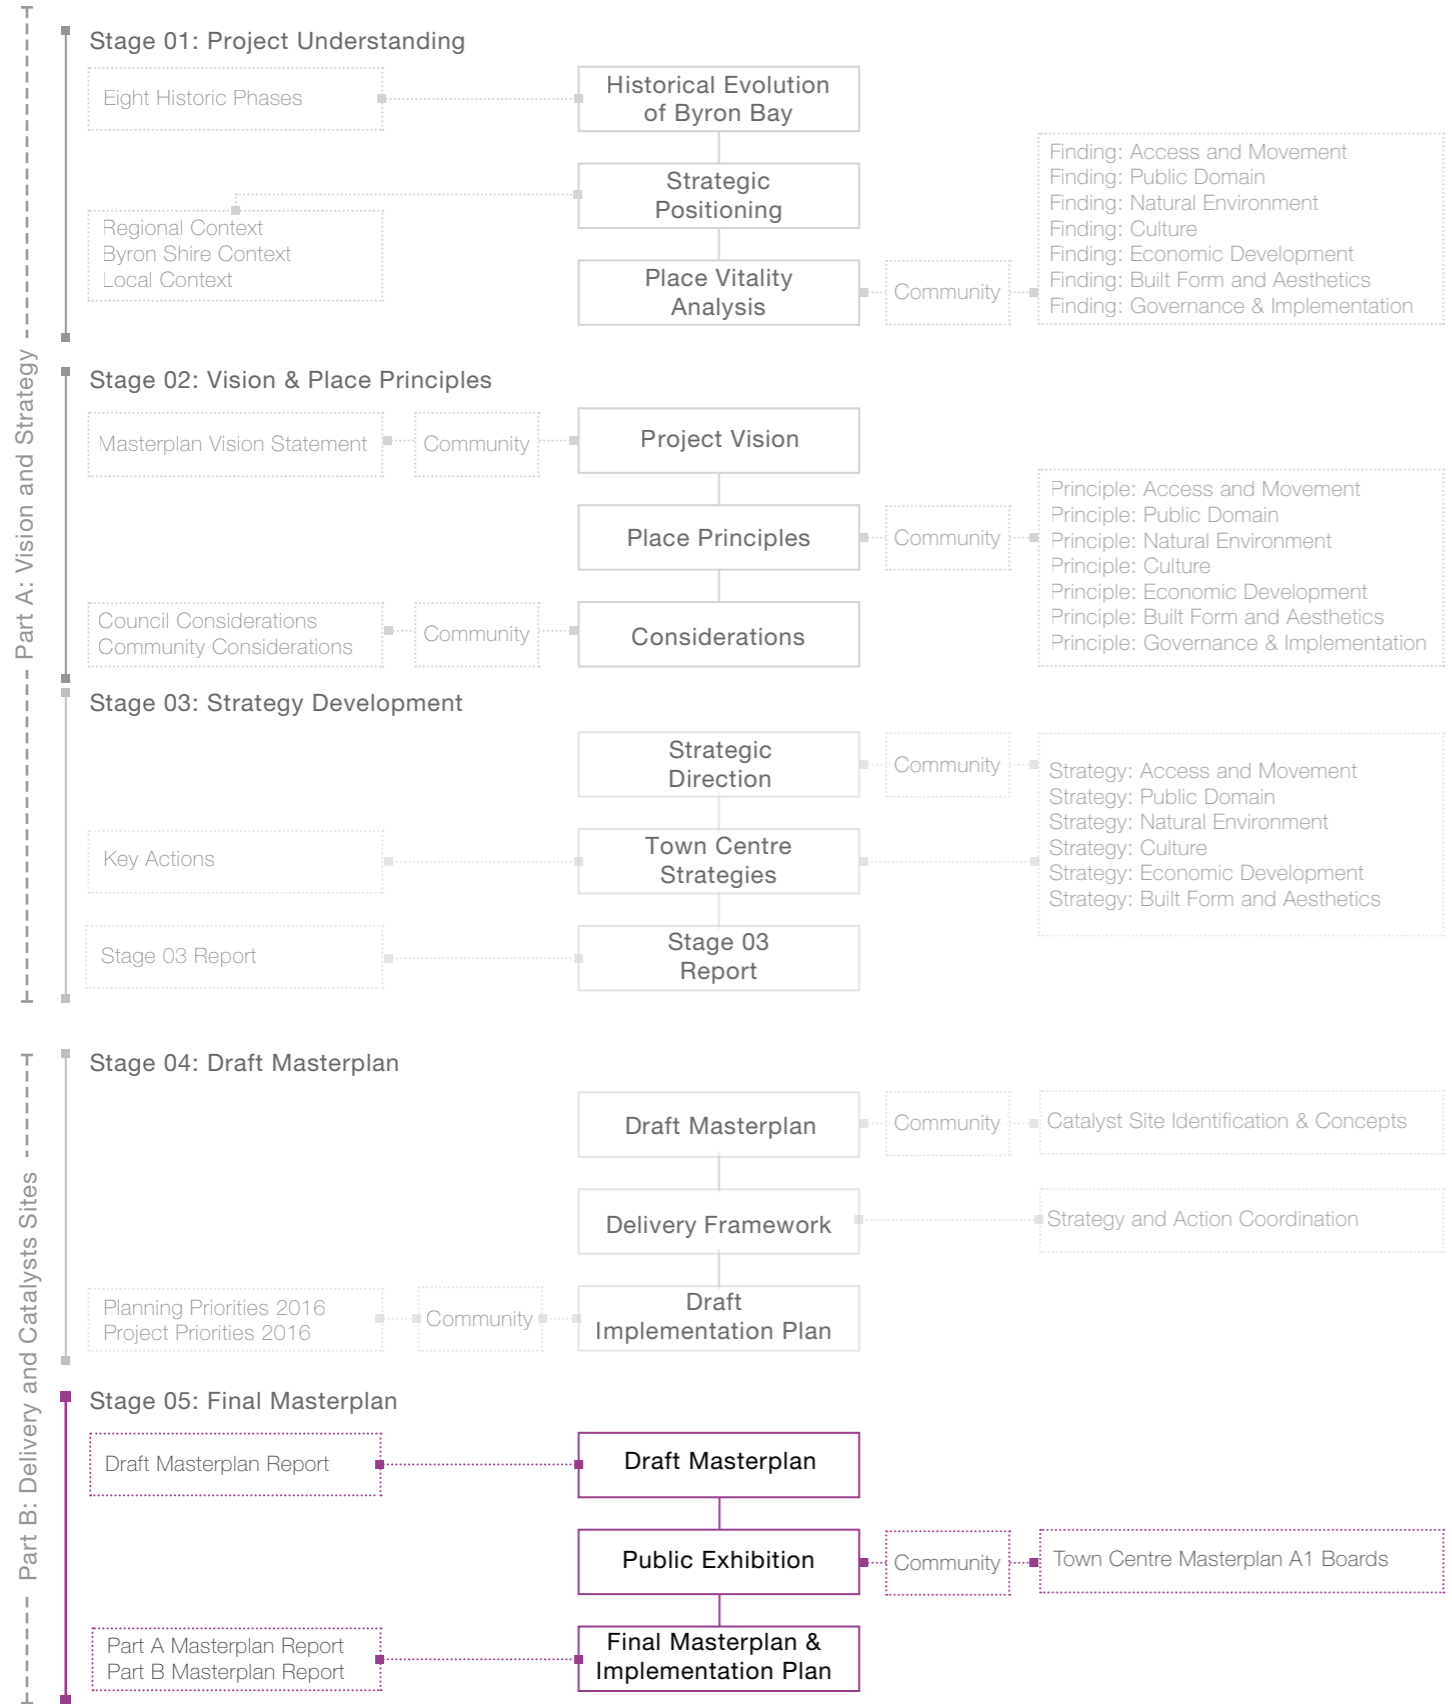 Part A: Vision and Strategy
Stage 01: Project Understanding
Eight Historic Phases
Historical Evolution
of Byron Bay
Strategic
Positioning
Regional Context
Byron Shire Context
Local Context
Place Vitality
Analysis
Community
Finding: Access and Movement
Finding: Public Domain
Finding: Natural Environment
Finding: Culture
Finding: Economic Development
Finding: Built Form and Aesthetics
Finding: Governance & Implementation
Stage 02: Vision & Place Principles
Masterplan Vision Statement
Community
Project Vision
Place Principles
Community
Principle: Access and Movement
Principle: Public Domain
Principle: Natural Environment
Principle: Culture
Principle: Economic Development
Principle: Built Form and Aesthetics
Principle: Governance & Implementation
Council Considerations
Community Considerations
Community
Considerations
Stage 03: Strategy Development
Strategic
Direction
Community
Strategy: Access and Movement
Strategy: Public Domain
Strategy: Natural Environment
Strategy: Culture
Strategy: Economic Development
Strategy: Built Form and Aesthetics
Key Actions
Town Centre
Strategies
Stage 03 Report
Stage 03
Report
Part B: Delivery and Catalysts Sites
Stage 04: Draft Masterplan
Draft Masterplan
Community
Catalyst Site Identification & Concepts
Delivery Framework
Strategy and Action Coordination
Planning Priorities 2016
Project Priorities 2016
Community
Draft
Implementation Plan
Stage 05: Final Masterplan
Draft Masterplan Report
Draft Masterplan
Public Exhibition
Community
Town Centre Masterplan A1 Boards
Part A Masterplan Report
Part B Masterplan Report
Final Masterplan &
Implementation Plan